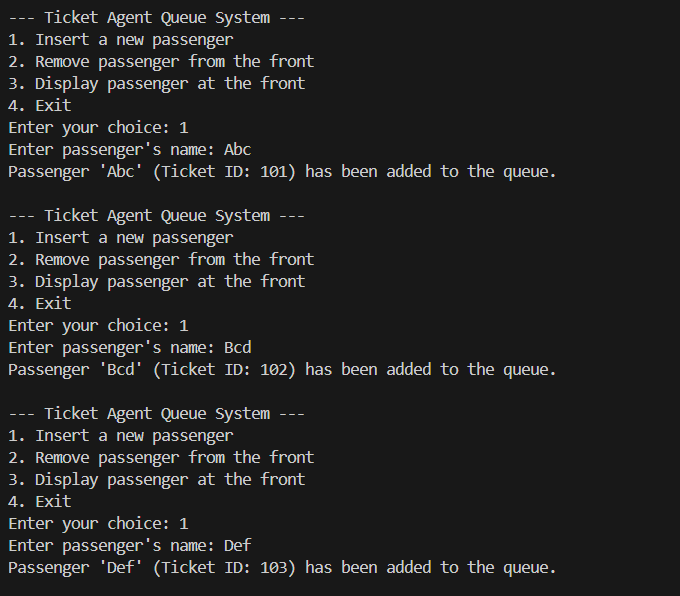 --- Ticket Agent Queue System ---
1. Insert a new passenger
2. Remove passenger from the front
3. Display passenger at the front
4. Exit
Enter your choice: 1
Enter passenger's name: Abc
Passenger 'Abc' (Ticket ID: 101) has been added to the queue.

--- Ticket Agent Queue System ---
1. Insert a new passenger
2. Remove passenger from the front
3. Display passenger at the front
4. Exit
Enter your choice: 1
Enter passenger's name: Bcd
Passenger 'Bcd' (Ticket ID: 102) has been added to the queue.

--- Ticket Agent Queue System ---
1. Insert a new passenger
2. Remove passenger from the front
3. Display passenger at the front
4. Exit
Enter your choice: 1
Enter passenger's name: Def
Passenger 'Def' (Ticket ID: 103) has been added to the queue.